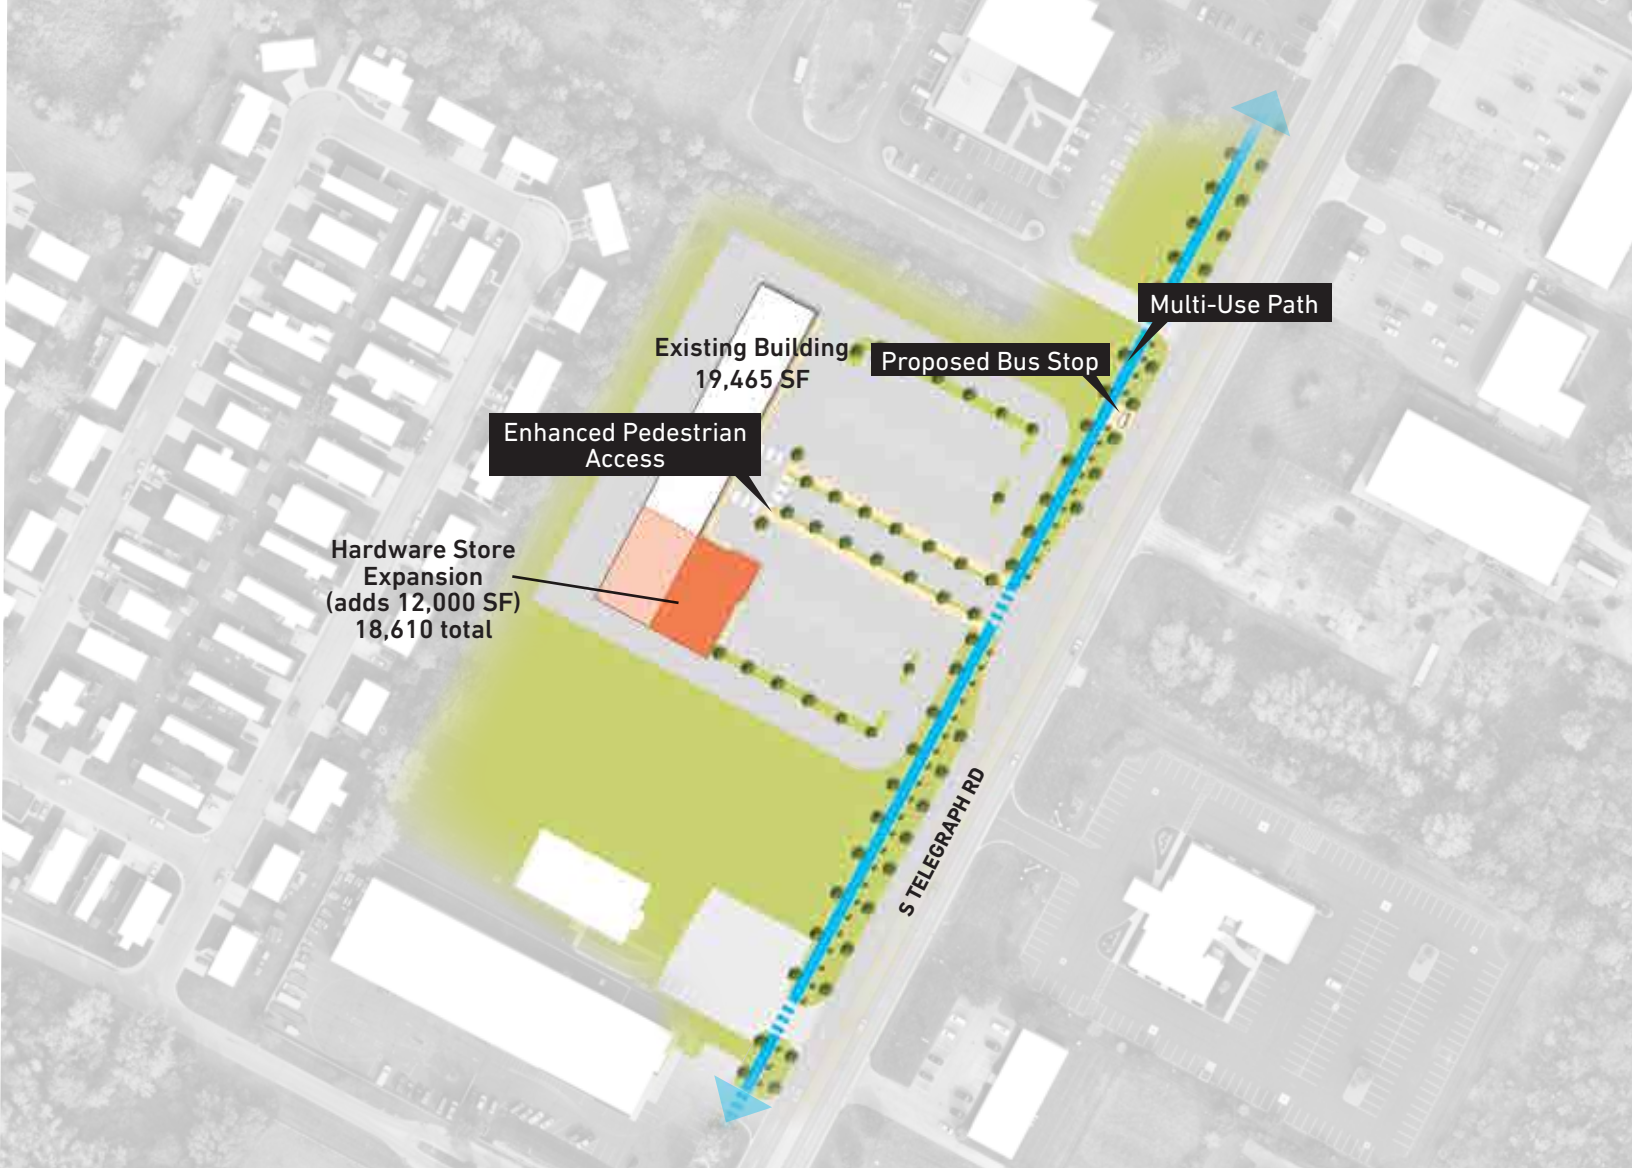 Multi-Use Path
Existing Building
19,465 SF
Proposed Bus Stop
Enhanced Pedestrian
Access
Hardware Store
Expansion
(adds 12,000 SF)
18,610 total
S TELEGRAPH RD